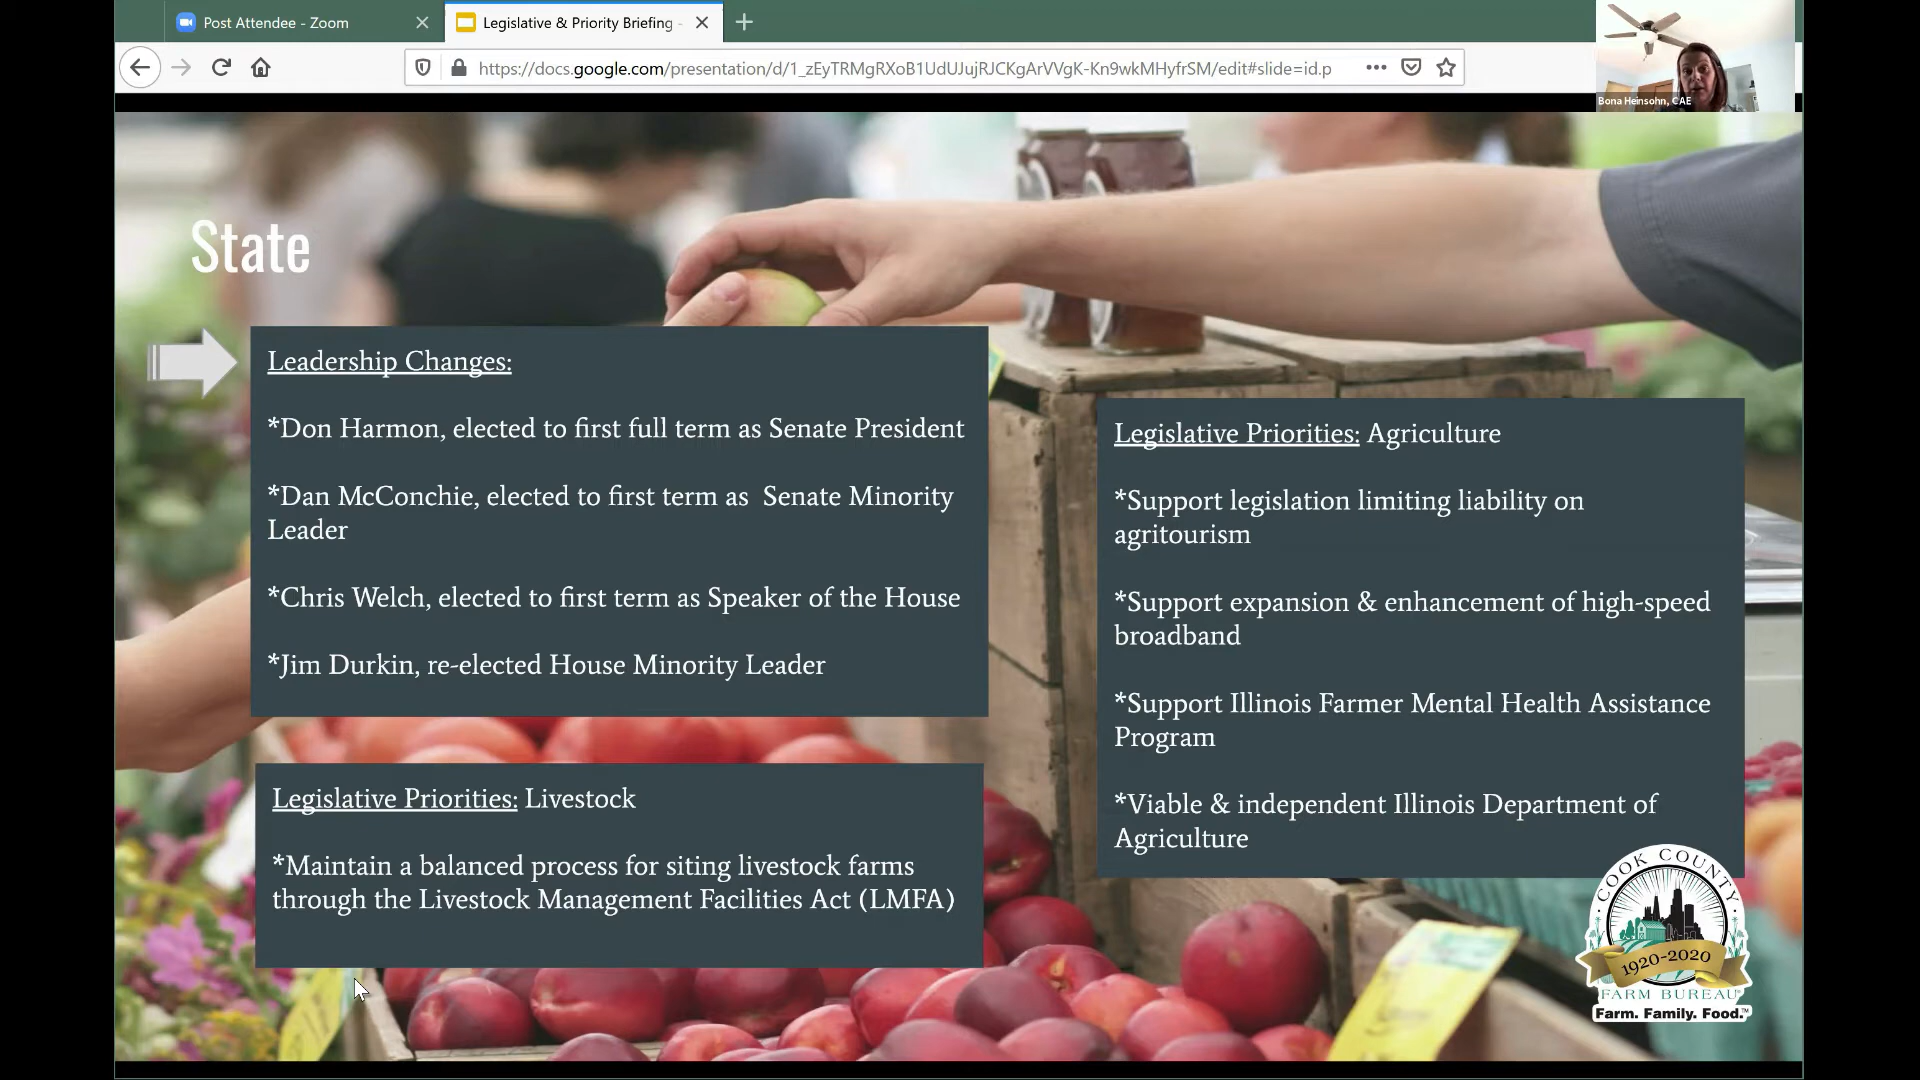 Post Attendee - Zoom
Legislative & Priority Briefing -
https://docs.google.com/presentation/d/1_zEyTRMgRXoB1UdUJujRJCKgArVVgK-Kn9wkMHyfrSM/edit#slide=id.p
Bona Heinsohn, CAE
State
Leadership Changes:
*Don Harmon, elected to first full term as Senate President
*Dan McConchie, elected to first term as Senate Minority
Leader
*Chris Welch, elected to first term as Speaker of the House
*Jim Durkin, re-elected House Minority Leader
Legislative Priorities: Livestock
*Maintain a balanced process for siting livestock farms
through the Livestock Management Facilities Act (LMFA)
Legislative Priorities: Agriculture
*Support legislation limiting liability on
agritourism
*Support expansion & enhancement of high-speed
broadband
*Support Illinois Farmer Mental Health Assistance
Program
*Viable & independent Illinois Department of
Agriculture
COOK COUNTY
1920-2020
FARM BUREAU®
Farm. Family. Food.™